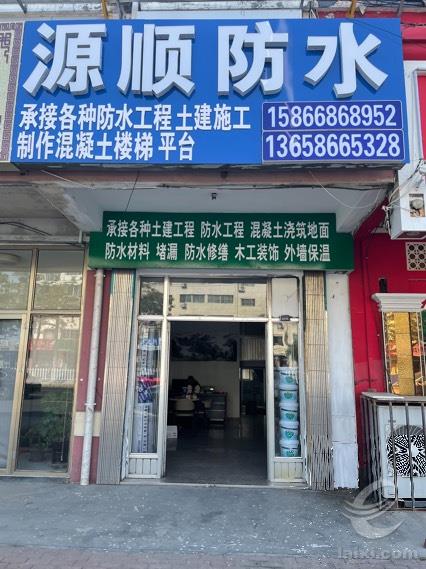 源顺防水
承接各种防水工程 土建施工
制作混凝土楼梯 平台
15866868952
13658665328
承接各种土建工程 防水工程 混凝土浇筑地面
防水材料 堵漏 防水修缮 木工装饰 外墙保温
laixi.com